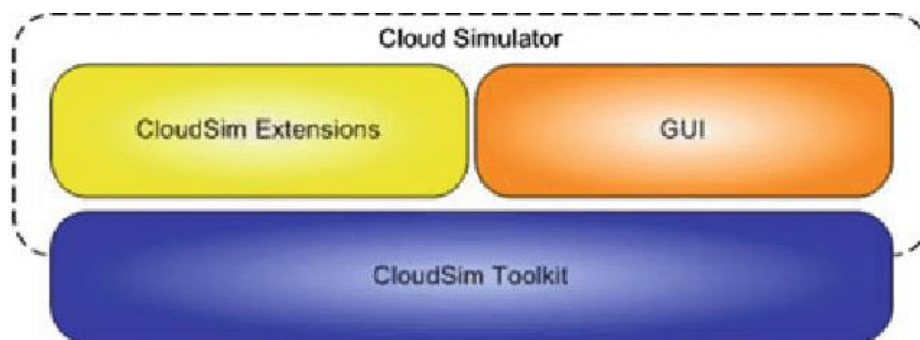 Cloud Simulator
CloudSim Extensions
GUI
CloudSim Toolkit